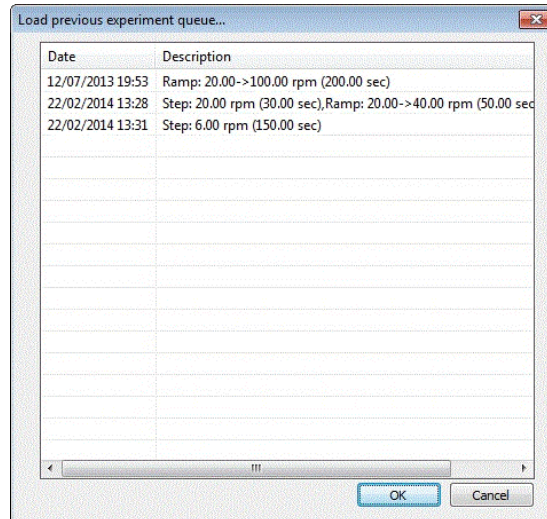 Load previous experiment queue...
Date Description
12/07/2013 19:53 Ramp: 20.00->100.00 rpm (200.00 sec)
22/02/2014 13:28 Step: 20.00 rpm (30.00 sec),Ramp: 20.00->40.00 rpm (50.00 sec
22/02/2014 13:31 Step: 6.00 rpm (150.00 sec)
OK Cancel